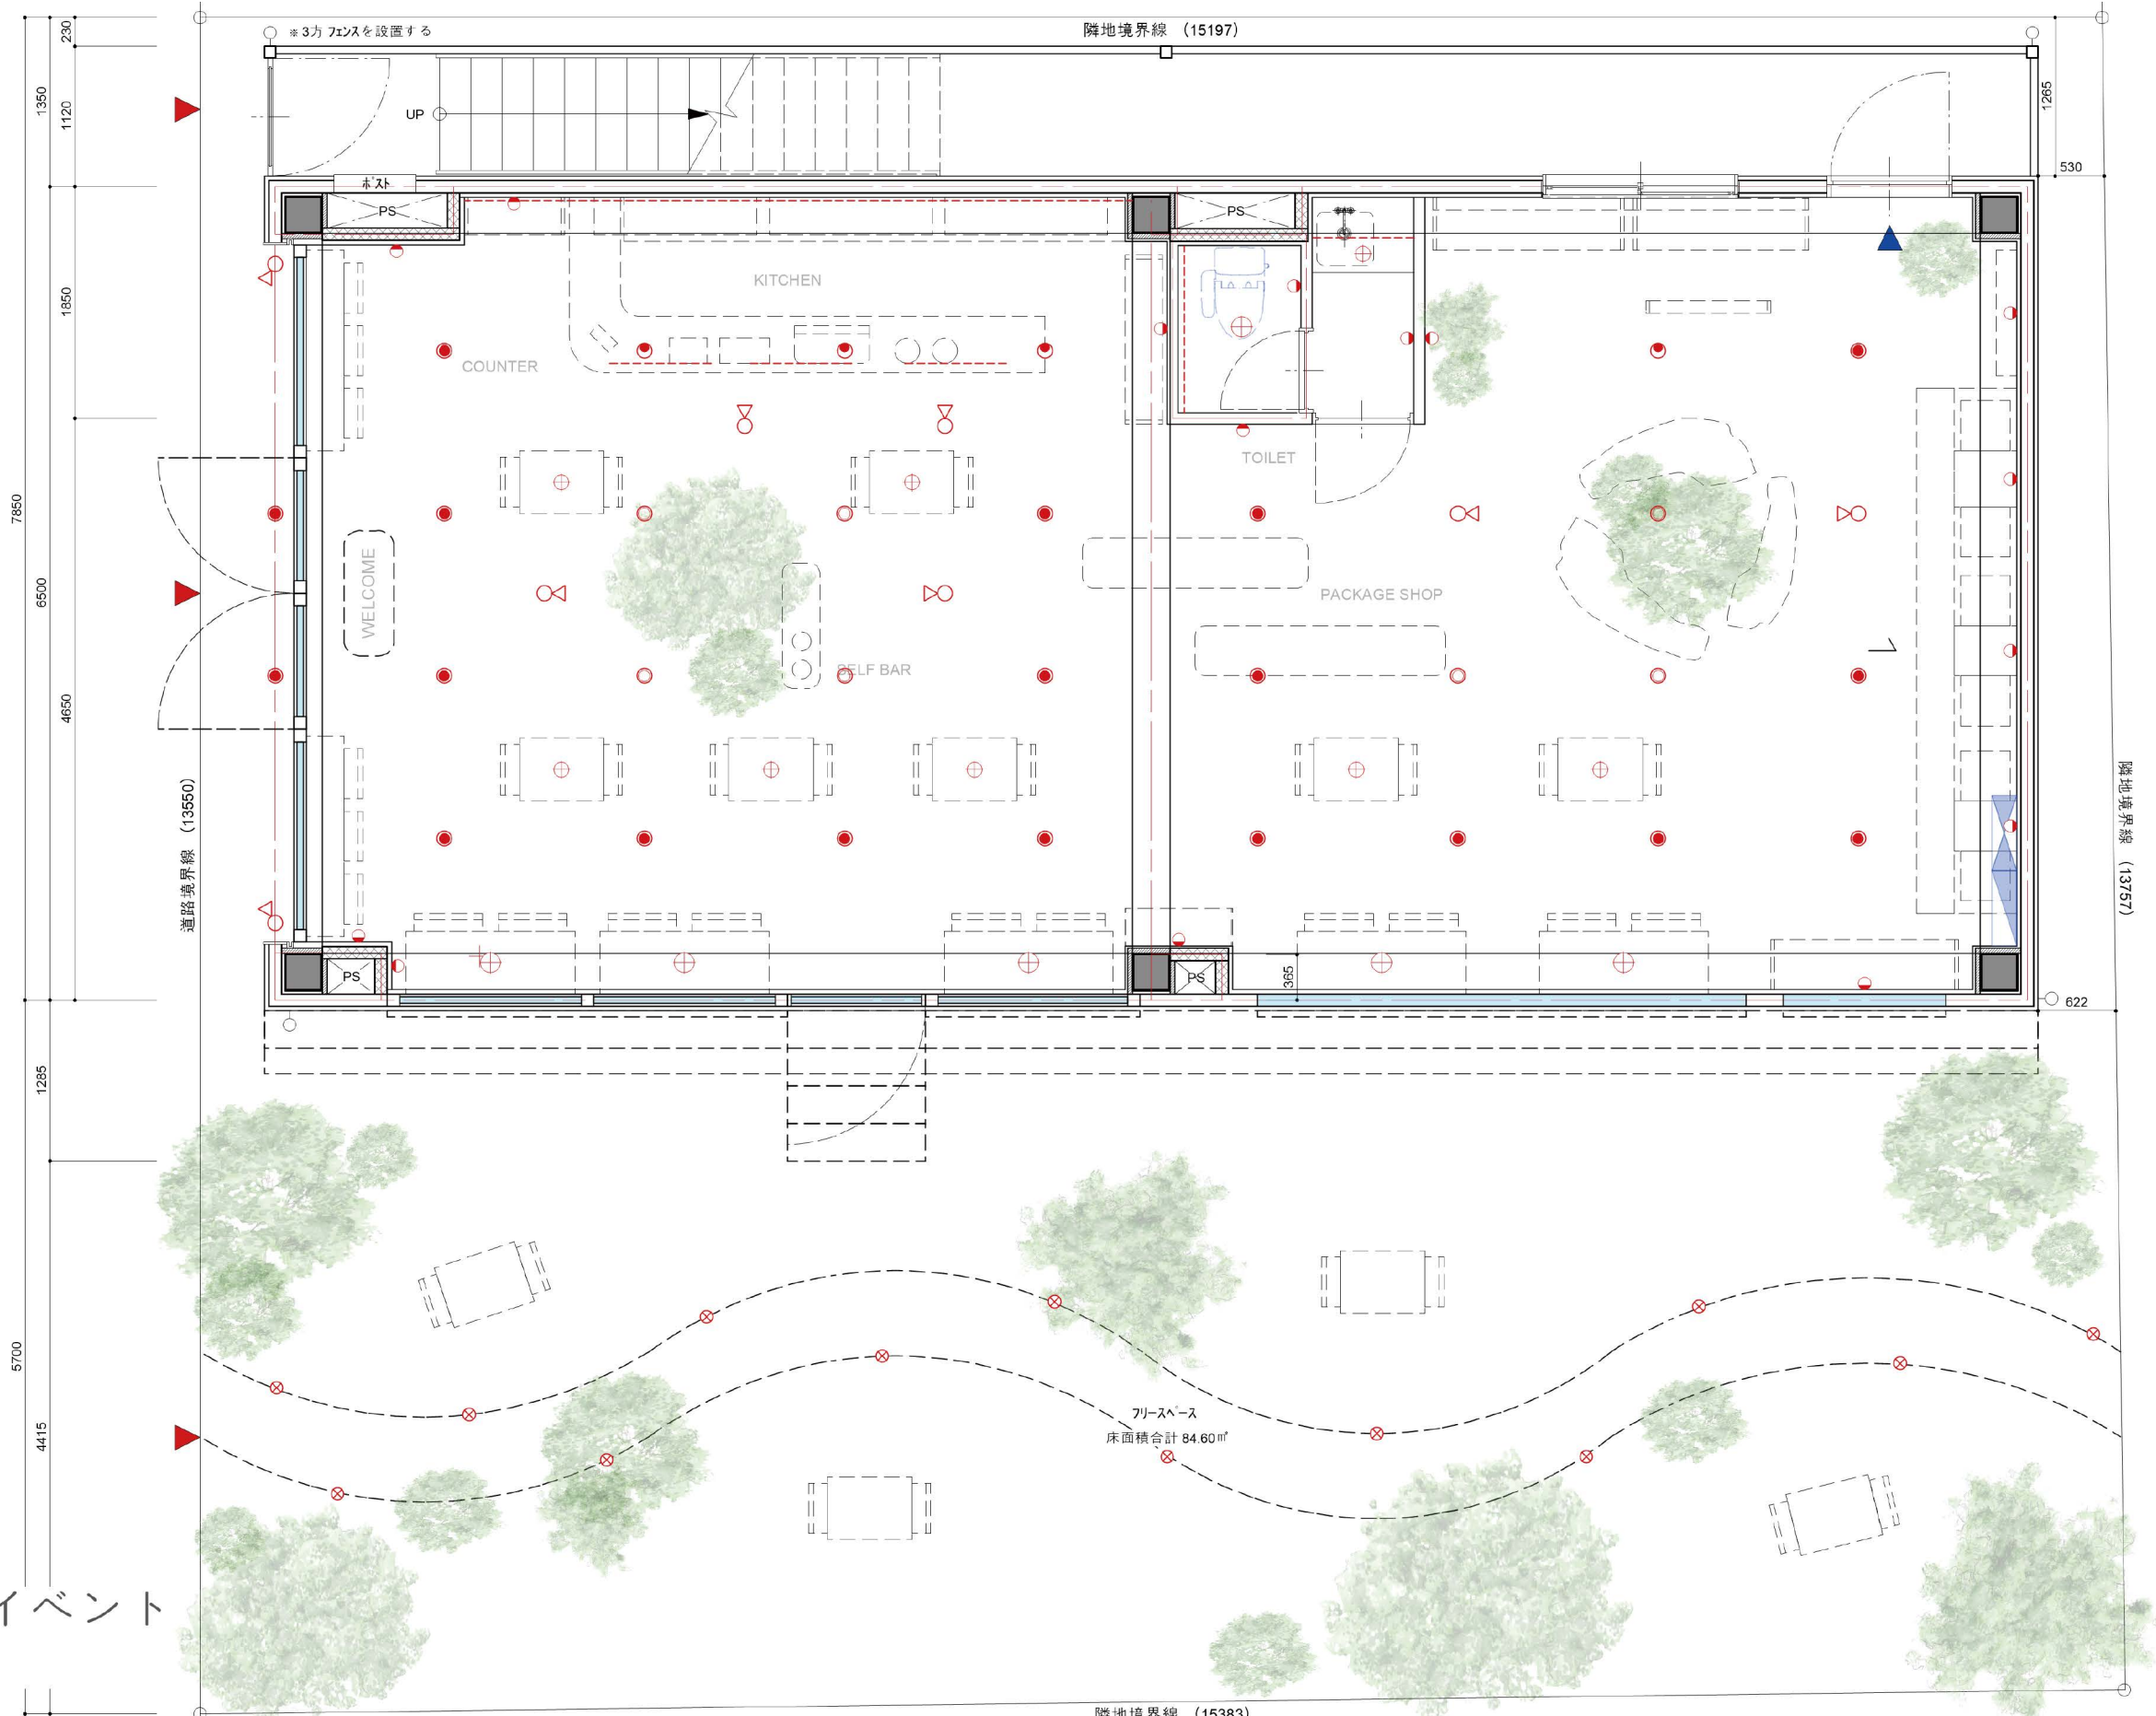 ※ 3方 ﾌｪﾝｽを設置する
隣地境界線 (15197)
230
1350
1120
1265
UP
530
ﾎﾟｽﾄ
PS
PS
KITCHEN
1850
COUNTER
TOILET
7850
WELCOME
6500
PACKAGE SHOP
SELF BAR
4650
道路境界線 (13550)
隣地境界線 (13757)
PS
PS
365
622
1285
5700
4415
ﾌﾘｰｽﾍﾟｰｽ
床面積合計 84.60㎡
イベント
隣地境界線 (15383)